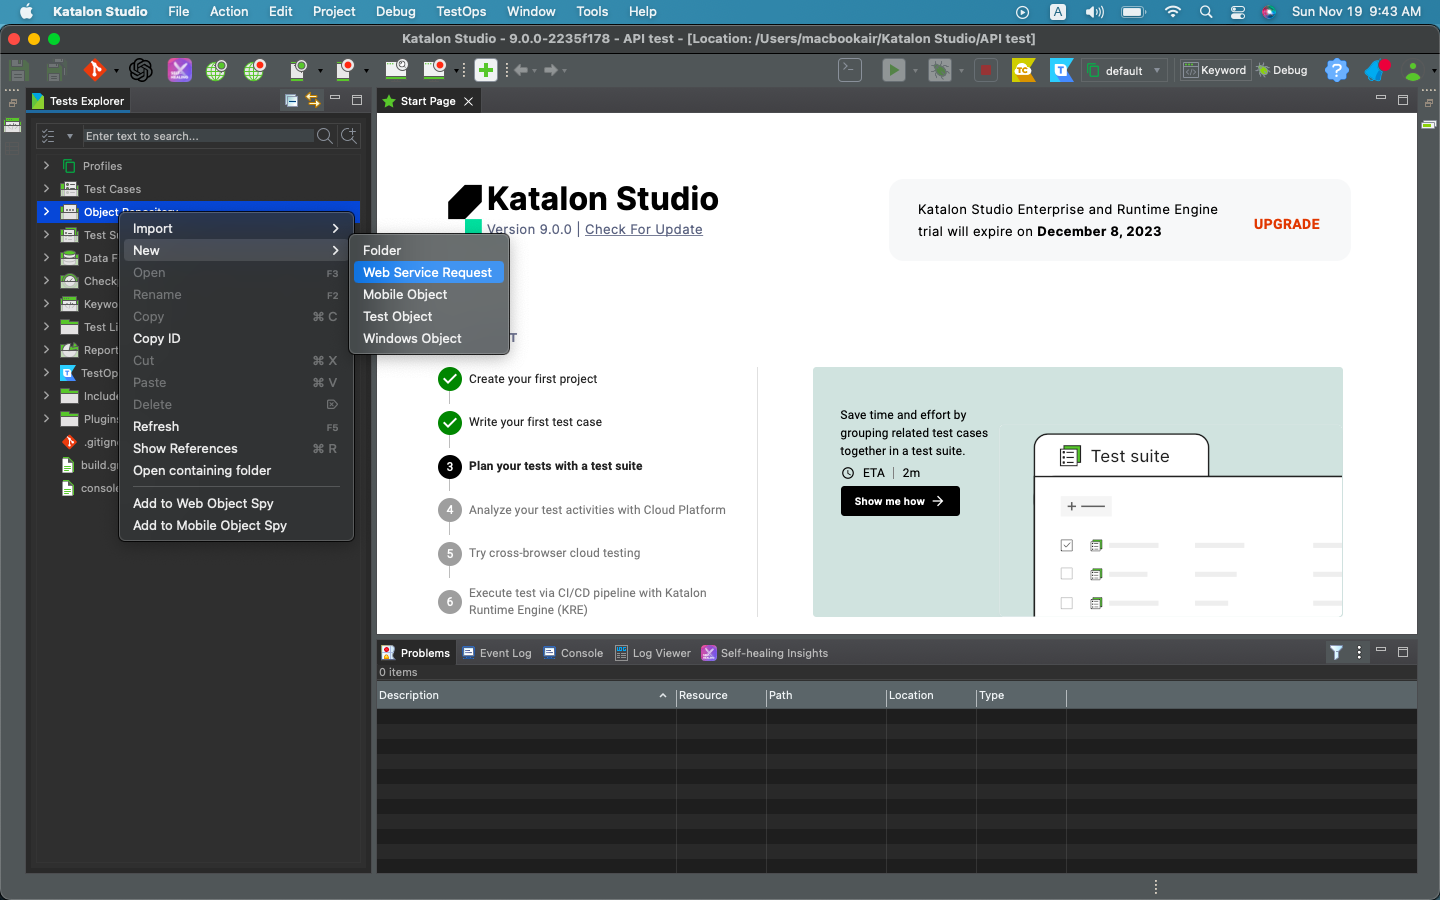 Katalon Studio File Action Edit Project Debug TestOps Window Tools Help A Sun Nov 19 9:43 AM
Katalon Studio - 9.0.0-2235f178 - API test - [Location: /Users/macbookair/Katalon Studio/API test]
TC T default Keyword Debug ?
Tests Explorer
Start Page
Enter text to search...
Profiles
Test Cases
Object Repository
Test Su
Data F
Check
Keywo
Test Li
Report
TestOp
Include
Plugins
.gitign
build.gr
console
Import
New
Open F3
Rename F2
Copy ⌘ C
Copy ID
Cut ⌘ X
Paste ⌘ V
Delete ⌦
Refresh F5
Show References ⌘ R
Open containing folder
Add to Web Object Spy
Add to Mobile Object Spy
Folder
Web Service Request
Mobile Object
Test Object
Windows Object
Katalon Studio
Version 9.0.0 | Check For Update
Katalon Studio Enterprise and Runtime Engine
trial will expire on December 8, 2023
UPGRADE
T
Create your first project
Write your first test case
3 Plan your tests with a test suite
4 Analyze your test activities with Cloud Platform
5 Try cross-browser cloud testing
6 Execute test via CI/CD pipeline with Katalon
Runtime Engine (KRE)
Save time and effort by
grouping related test cases
together in a test suite.
ETA | 2m
Show me how →
Test suite
+
Problems Event Log Console Log Viewer Self-healing Insights
0 items
Description Resource Path Location Type